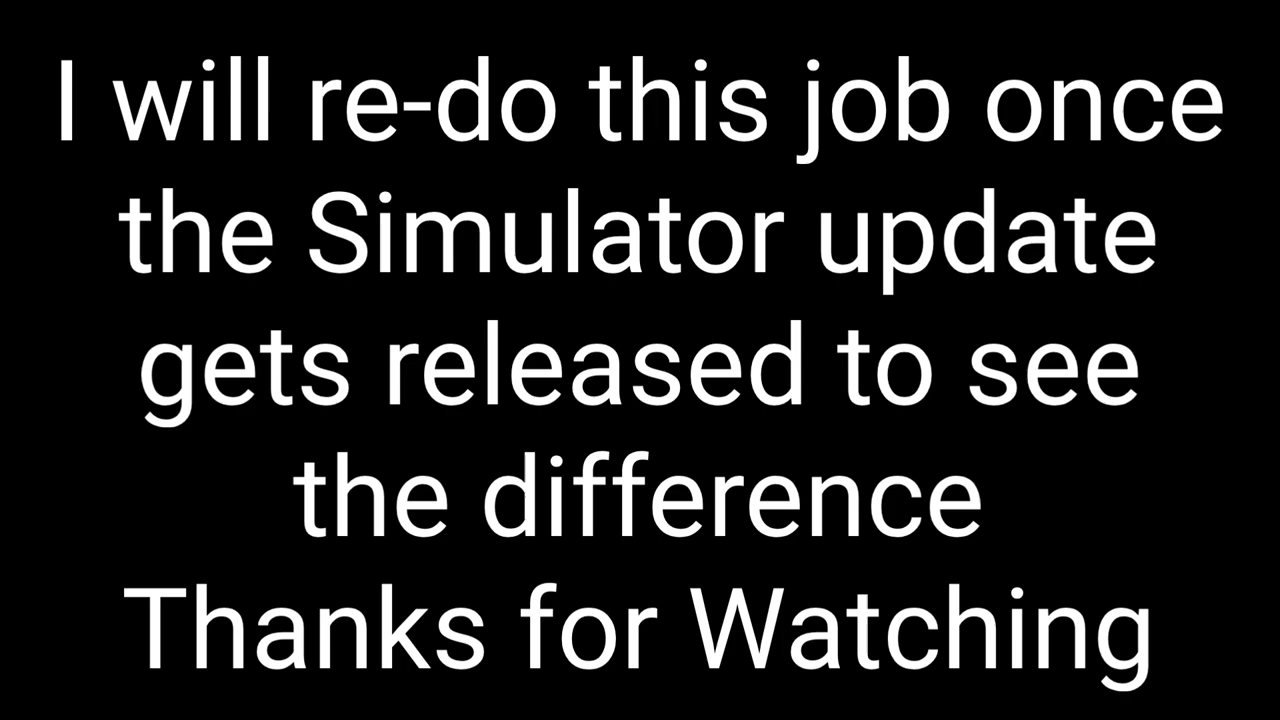 I will re-do this job once
the Simulator update
gets released to see
the difference
Thanks for Watching